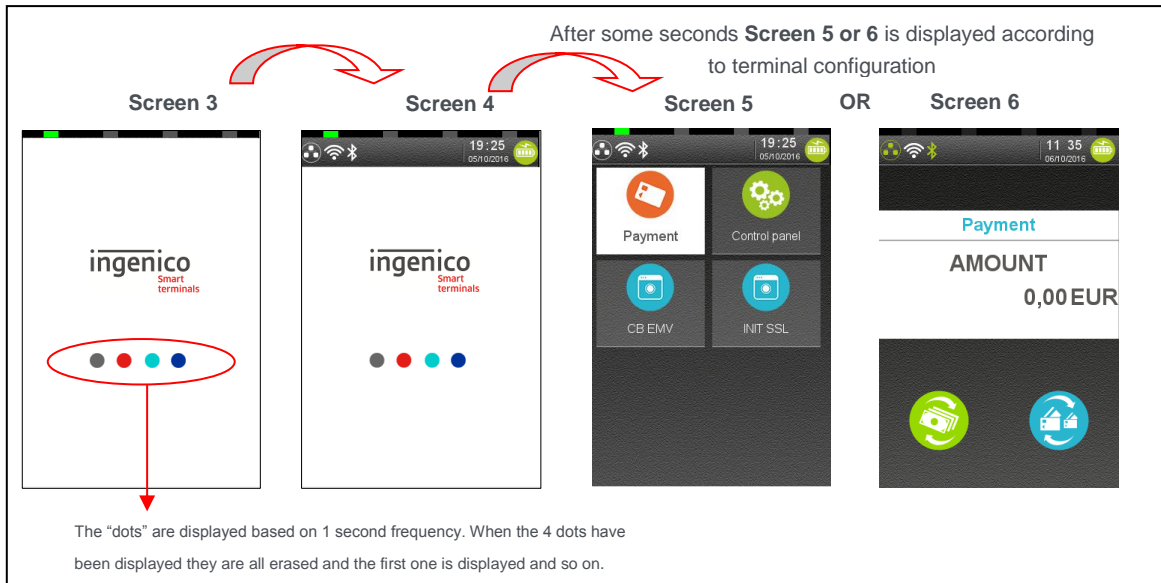 After some seconds Screen 5 or 6 is displayed according
to terminal configuration
Screen 3
Screen 4
Screen 5
OR
Screen 6
ingenico
Smart
terminals
19:25
05/10/2016
ingenico
Smart
terminals
19:25
05/10/2016
Payment
Control panel
CB EMV
INIT SSL
11 35
06/10/2016
Payment
AMOUNT
0,00 EUR
The “dots” are displayed based on 1 second frequency. When the 4 dots have
been displayed they are all erased and the first one is displayed and so on.